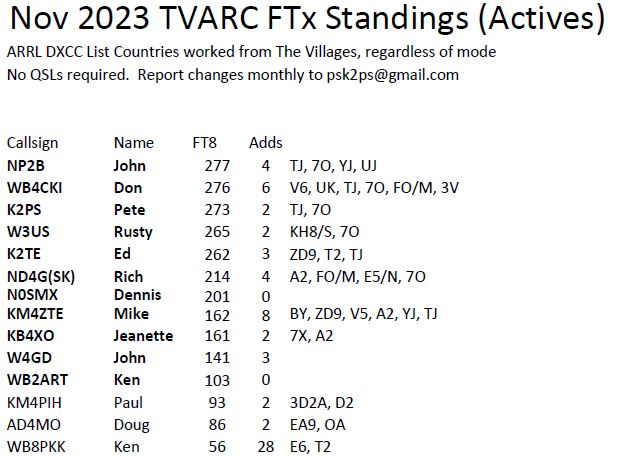 Nov 2023 TVARC FTx Standings (Actives)
ARRL DXCC List Countries worked from The Villages, regardless of mode
No QSLs required.  Report changes monthly to psk2ps@gmail.com
Callsign Name FT8 Adds
NP2B John 277 4 TJ, 7O, YJ, UJ
WB4CKI Don 276 6 V6, UK, TJ, 7O, FO/M, 3V
K2PS Pete 273 2 TJ, 7O
W3US Rusty 265 2 KH8/S, 7O
K2TE Ed 262 3 ZD9, T2, TJ
ND4G(SK) Rich 214 4 A2, FO/M, E5/N, 7O
N0SMX Dennis 201 0
KM4ZTE Mike 162 8 BY, ZD9, V5, A2, YJ, TJ
KB4XO Jeanette 161 2 7X, A2
W4GD John 141 3
WB2ART Ken 103 0
KM4PIH Paul 93 2 3D2A, D2
AD4MO Doug 86 2 EA9, OA
WB8PKK Ken 56 28 E6, T2